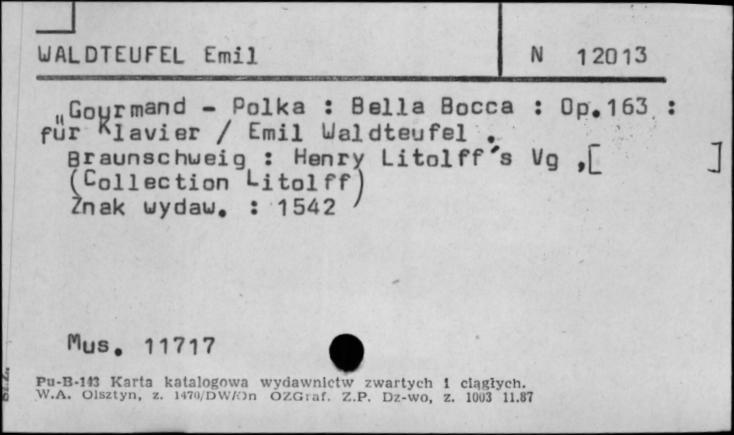 WALDTEUFEL Emil
N 12013
„Gourmand - Polka : Bella Bocca : Op.163 :
für Klavier / Emil Waldteufel .
Braunschweig : Henry Litolff's Vg ,[ ]
(Collection Litolff)
Znak wydaw. : 1542
Mus. 11717
Pu-B-143 Karta katalogowa wydawnictw zwartych i ciągłych.
W.A. Olsztyn, z. 1470/DW/On OZGraf. Z.P. Dz-wo, z. 1003 11.87